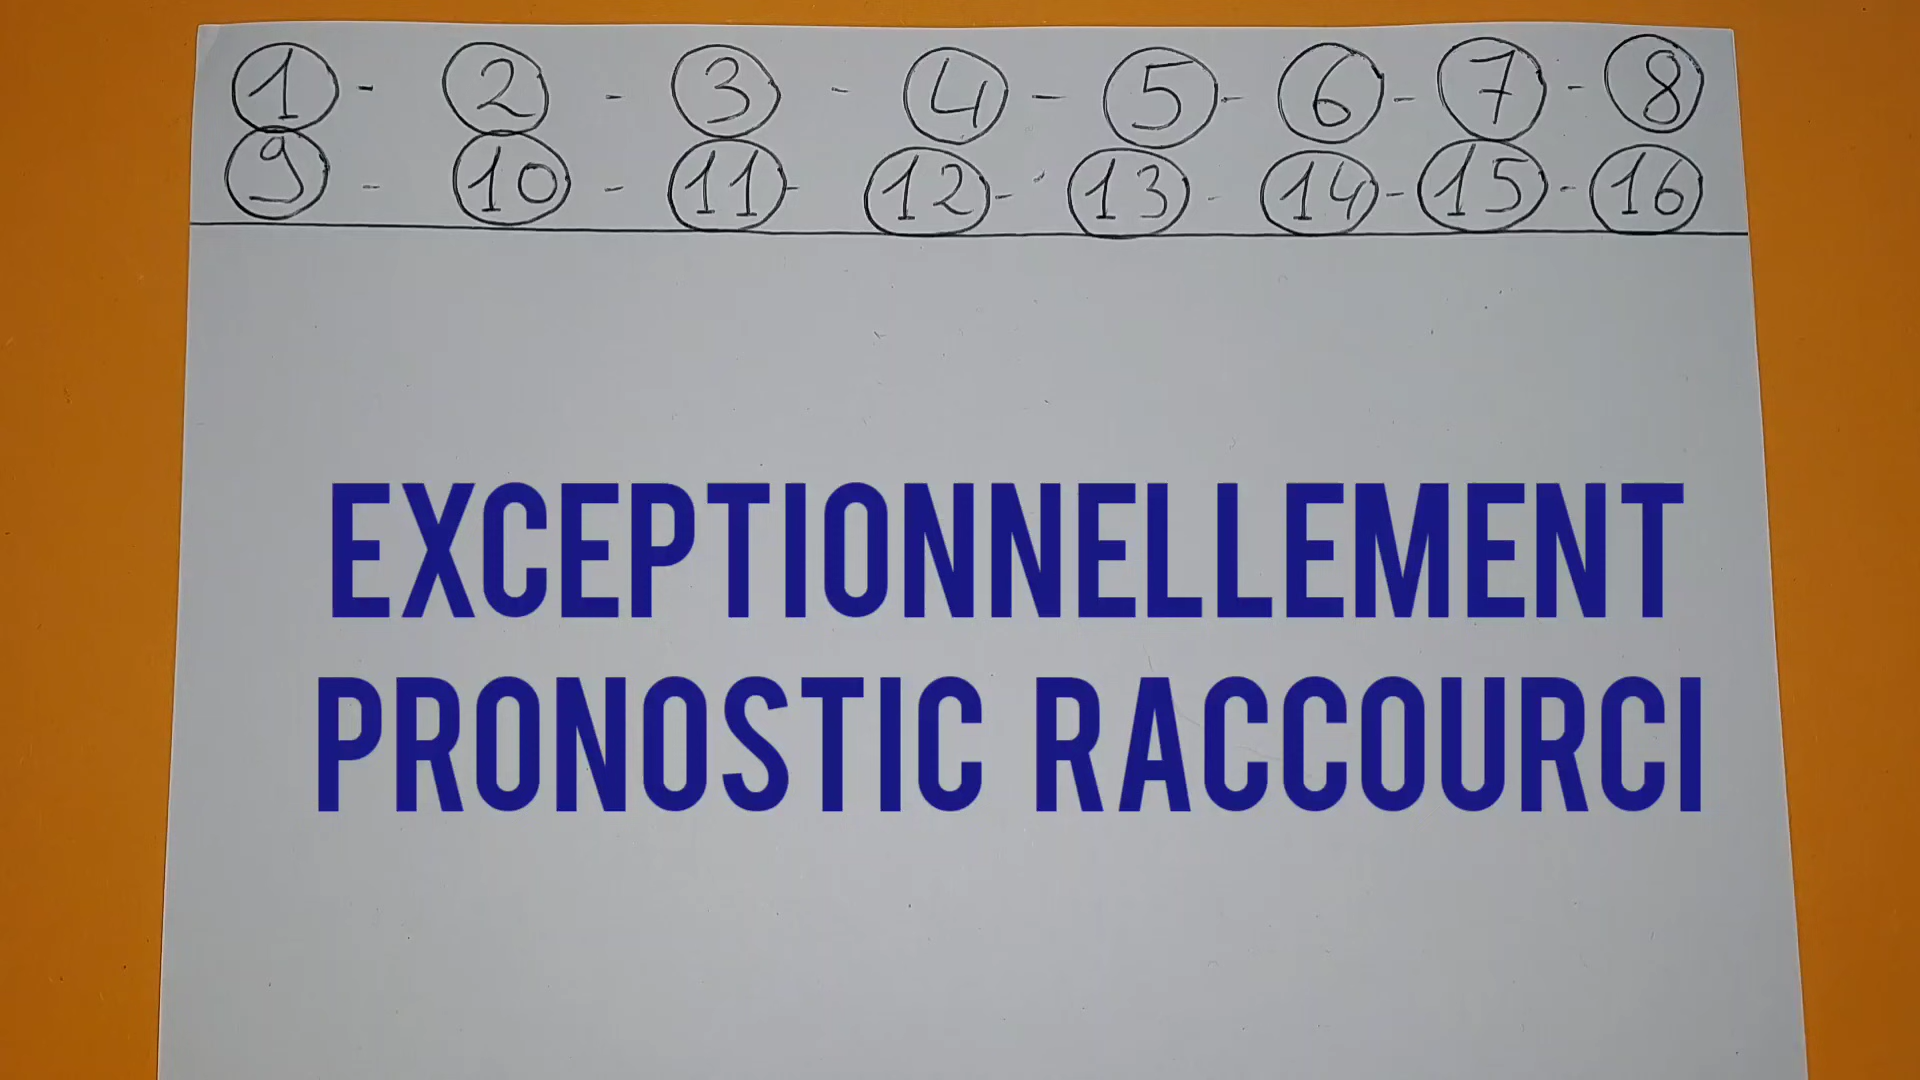 1 - 2 - 3 - 4 - 5 - 6 - 7 - 8
9 - 10 - 11 - 12 - 13 - 14 - 15 - 16
EXCEPTIONNELLEMENT
PRONOSTIC RACCOURCI